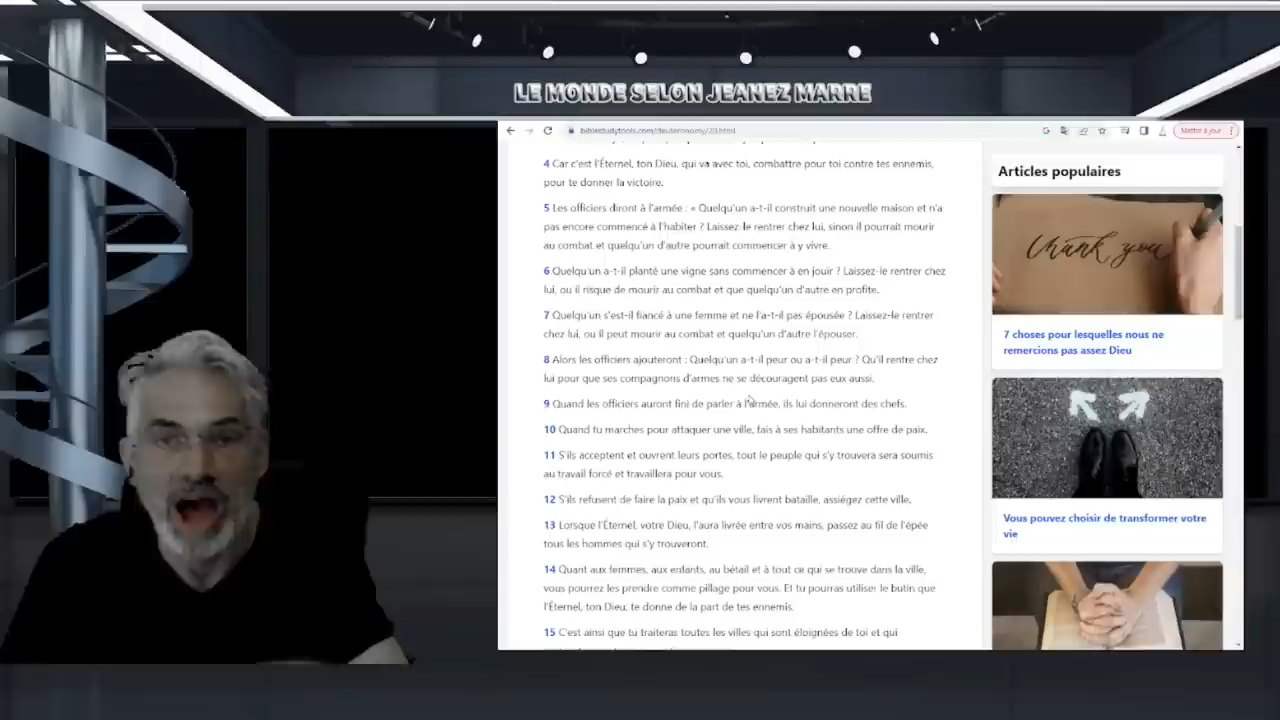 LE MONDE SELON JEANEZ MARRE
biblestudytools.com/deuteronomy/20.html
Mettre à jour
4 Car c'est l'Éternel, ton Dieu, qui va avec toi, combattre pour toi contre tes ennemis,
pour te donner la victoire.
5 Les officiers diront à l'armée : « Quelqu'un a-t-il construit une nouvelle maison et n'a
pas encore commencé à l'habiter ? Laissez-le rentrer chez lui, sinon il pourrait mourir
au combat et quelqu'un d'autre pourrait commencer à y vivre.
6 Quelqu'un a-t-il planté une vigne sans commencer à en jouir ? Laissez-le rentrer chez
lui, ou il risque de mourir au combat et que quelqu'un d'autre en profite.
7 Quelqu'un s'est-il fiancé à une femme et ne l'a-t-il pas épousée ? Laissez-le rentrer
chez lui, ou il peut mourir au combat et quelqu'un d'autre l'épouser.
8 Alors les officiers ajouteront : Quelqu'un a-t-il peur ou a-t-il peur ? Qu'il rentre chez
lui pour que ses compagnons d'armes ne se découragent pas eux aussi.
9 Quand les officiers auront fini de parler à l'armée, ils lui donneront des chefs.
10 Quand tu marches pour attaquer une ville, fais à ses habitants une offre de paix.
11 S'ils acceptent et ouvrent leurs portes, tout le peuple qui s'y trouvera sera soumis
au travail forcé et travaillera pour vous.
12 S'ils refusent de faire la paix et qu'ils vous livrent bataille, assiégez cette ville.
13 Lorsque l'Éternel, votre Dieu, l'aura livrée entre vos mains, passez au fil de l'épée
tous les hommes qui s'y trouveront.
14 Quant aux femmes, aux enfants, au bétail et à tout ce qui se trouve dans la ville,
vous pourrez les prendre comme pillage pour vous. Et tu pourras utiliser le butin que
l'Éternel, ton Dieu, te donne de la part de tes ennemis.
15 C'est ainsi que tu traiteras toutes les villes qui sont éloignées de toi et qui
Articles populaires
thank you
7 choses pour lesquelles nous ne
remercions pas assez Dieu
Vous pouvez choisir de transformer votre
vie